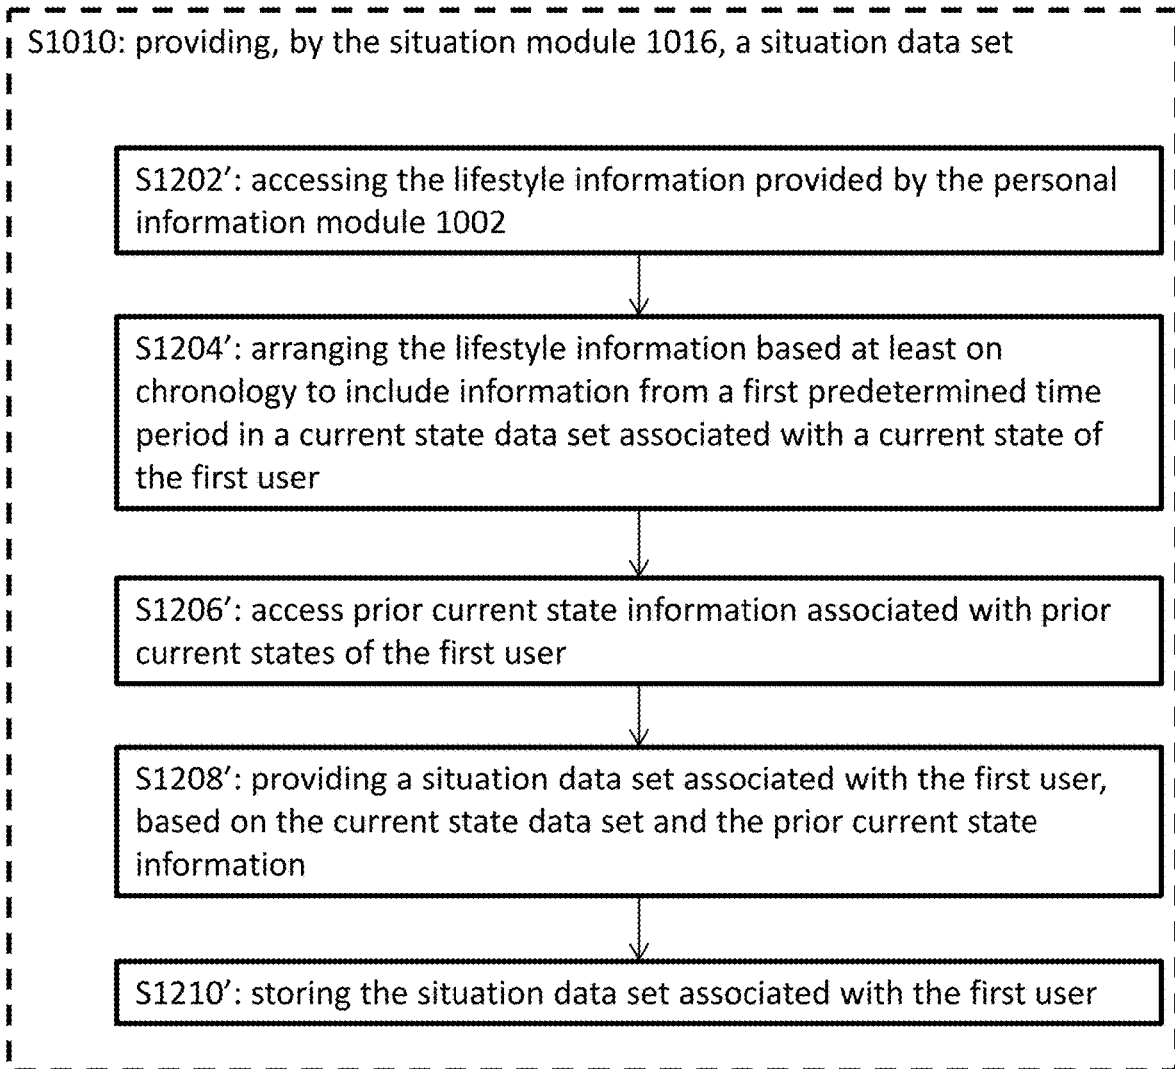 S1010: providing, by the situation module 1016, a situation data set
S1202′: accessing the lifestyle information provided by the personal
information module 1002
S1204′: arranging the lifestyle information based at least on
chronology to include information from a first predetermined time
period in a current state data set associated with a current state of
the first user
S1206′: access prior current state information associated with prior
current states of the first user
S1208′: providing a situation data set associated with the first user,
based on the current state data set and the prior current state
information
S1210′: storing the situation data set associated with the first user